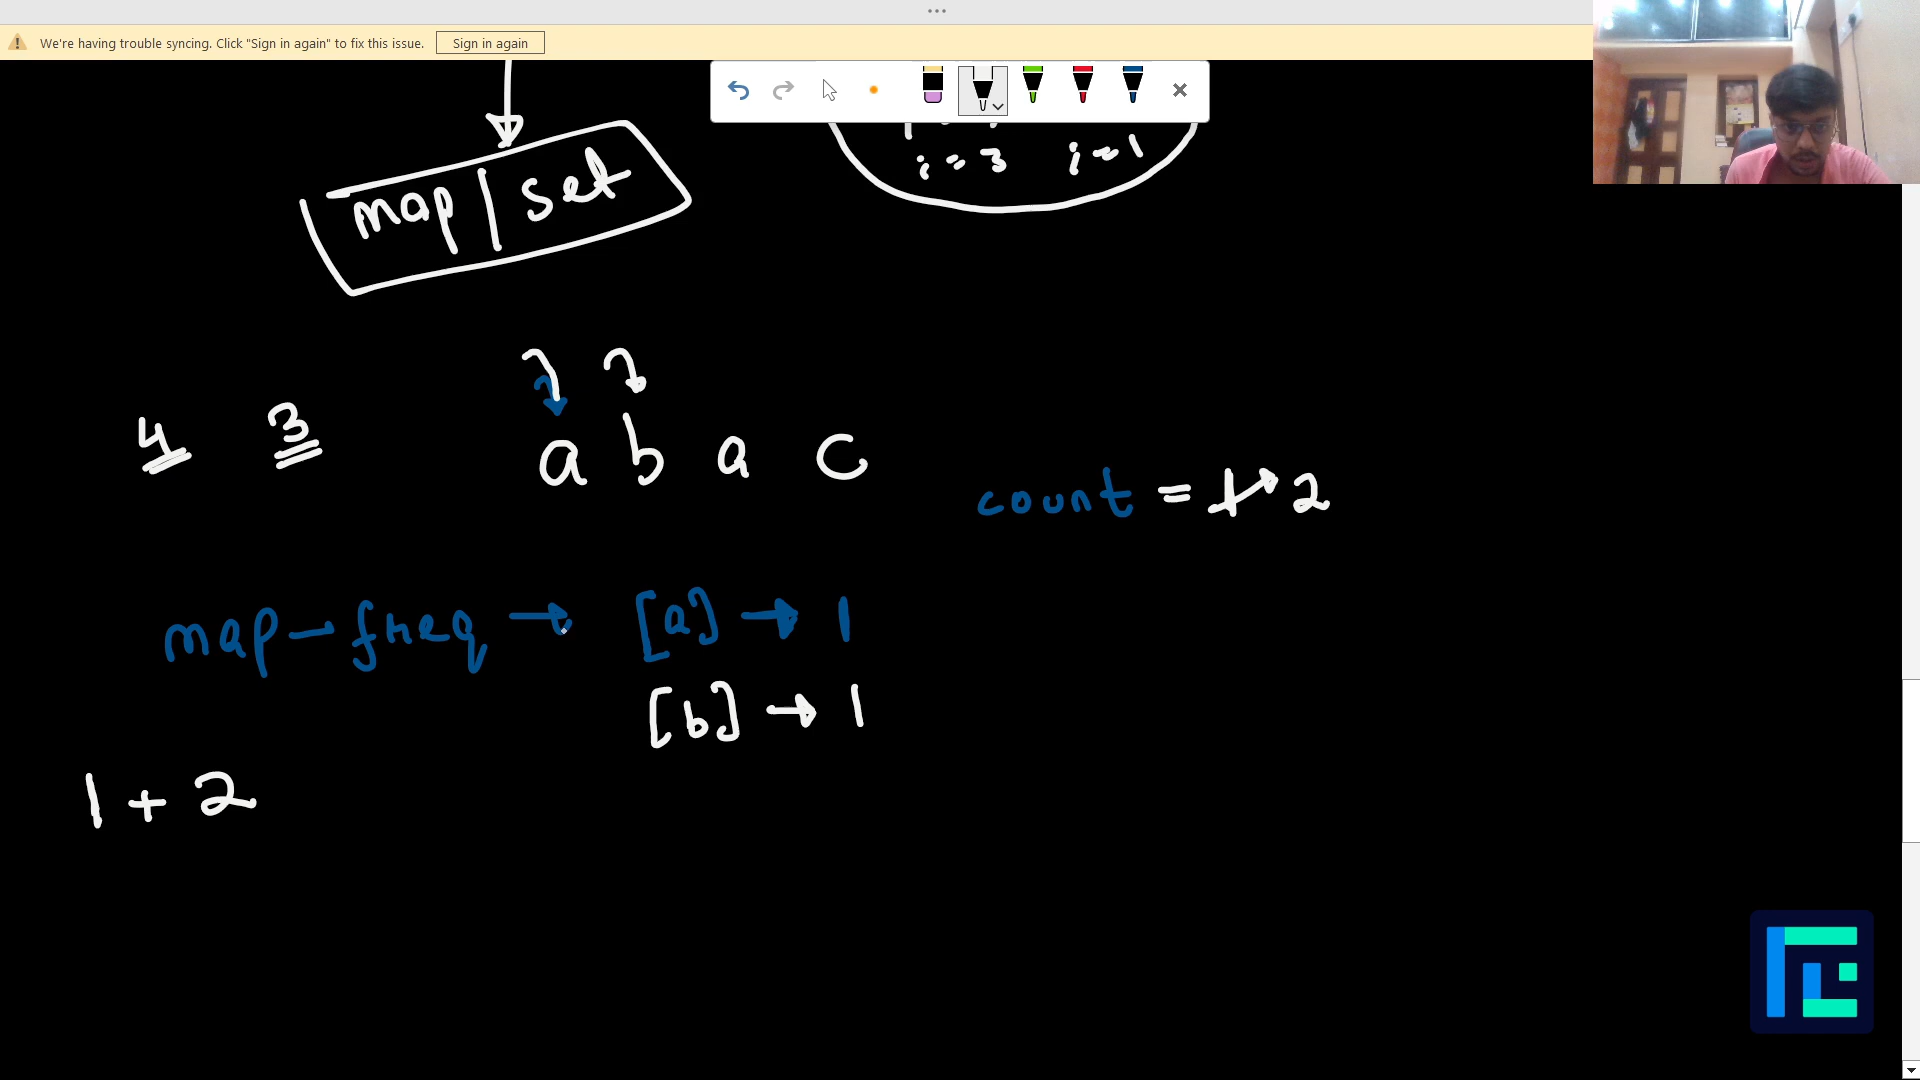 We're having trouble syncing. Click "Sign in again" to fix this issue. Sign in again
i = 3 i = 1
map | set
4 3 a b a c
count = 1 → 2
map - freq → [a] → 1
[b] → 1
1 + 2